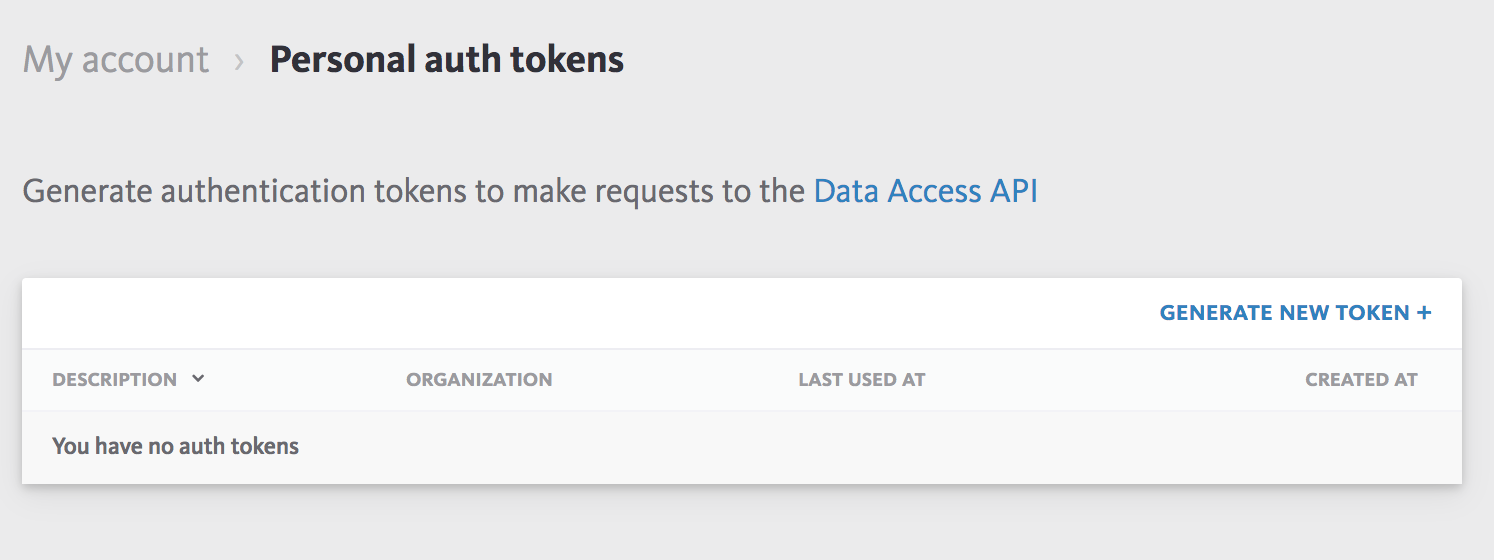 My account › Personal auth tokens
Generate authentication tokens to make requests to the Data Access API
GENERATE NEW TOKEN +
DESCRIPTION ORGANIZATION LAST USED AT CREATED AT
You have no auth tokens